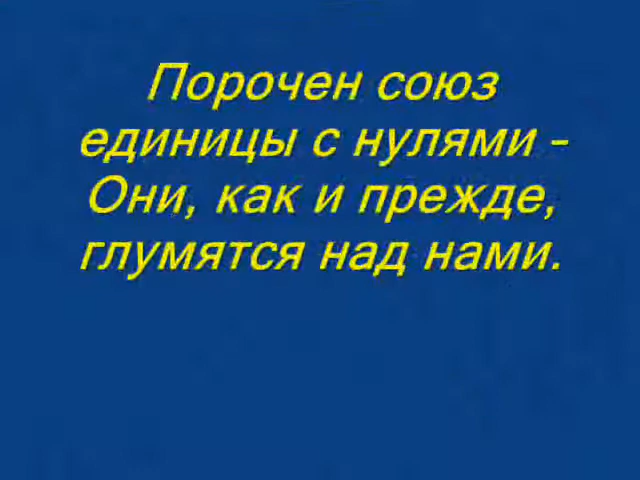 Порочен союз
единицы с нулями –
Они, как и прежде,
глумятся над нами.